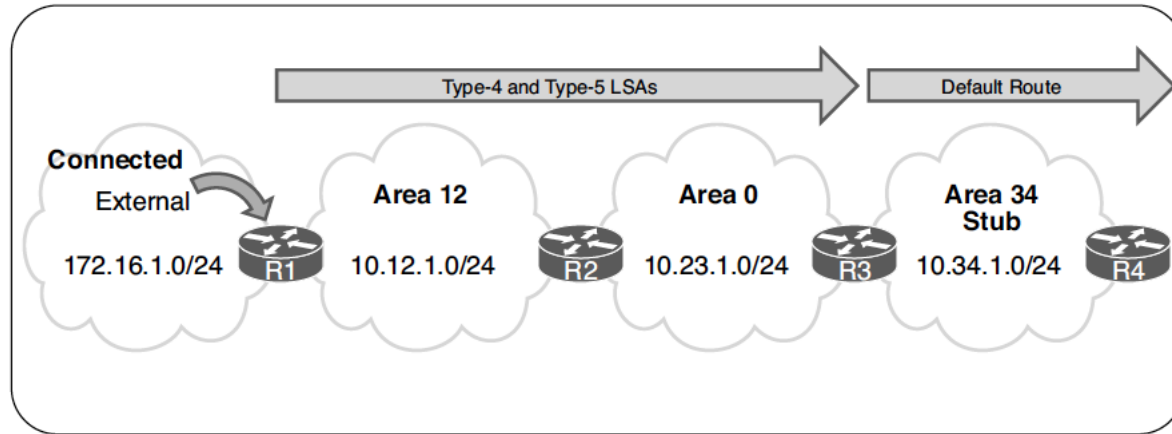 Type-4 and Type-5 LSAs
Default Route
Connected
External
172.16.1.0/24
R1
Area 12
10.12.1.0/24
R2
Area 0
10.23.1.0/24
R3
Area 34
Stub
10.34.1.0/24
R4